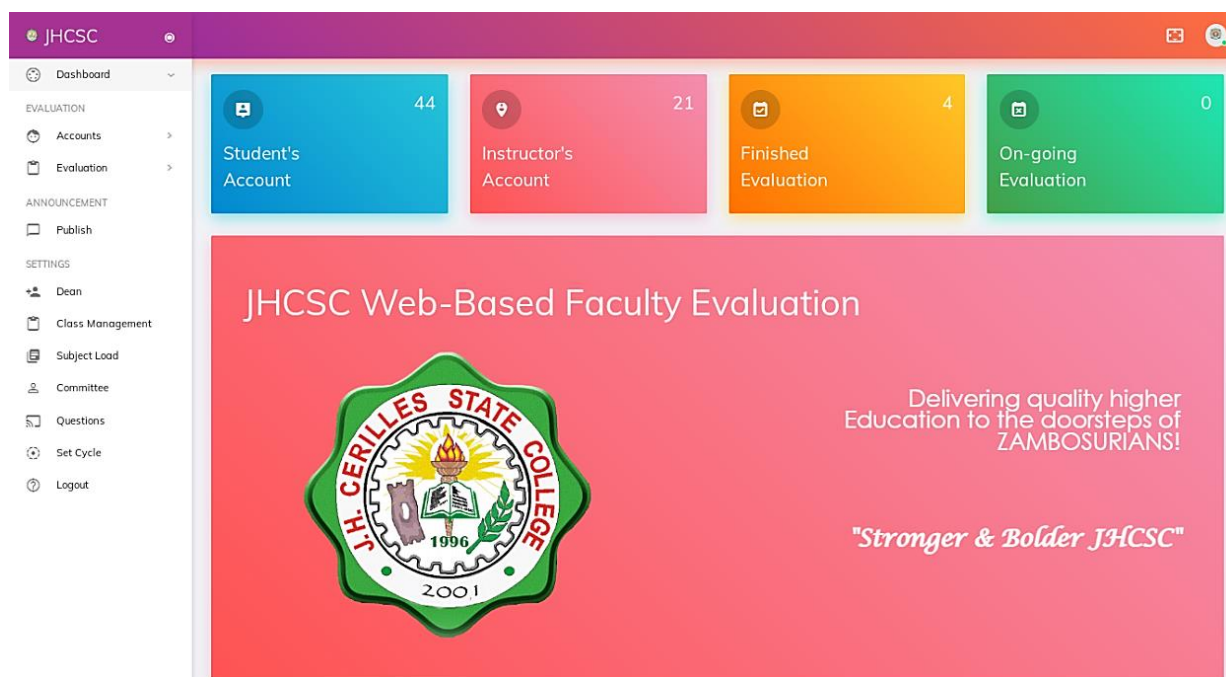 JHCSC
Dashboard
EVALUATION
Accounts
Evaluation
ANNOUNCEMENT
Publish
SETTINGS
Dean
Class Management
Subject Load
Committee
Questions
Set Cycle
Logout
44
Student's
Account
21
Instructor's
Account
4
Finished
Evaluation
0
On-going
Evaluation
JHCSC Web-Based Faculty Evaluation
J.H. CERILLES STATE COLLEGE
1996
2001
Delivering quality higher
Education to the doorsteps of
ZAMBOSURIANS!
"Stronger & Bolder JHCSC"